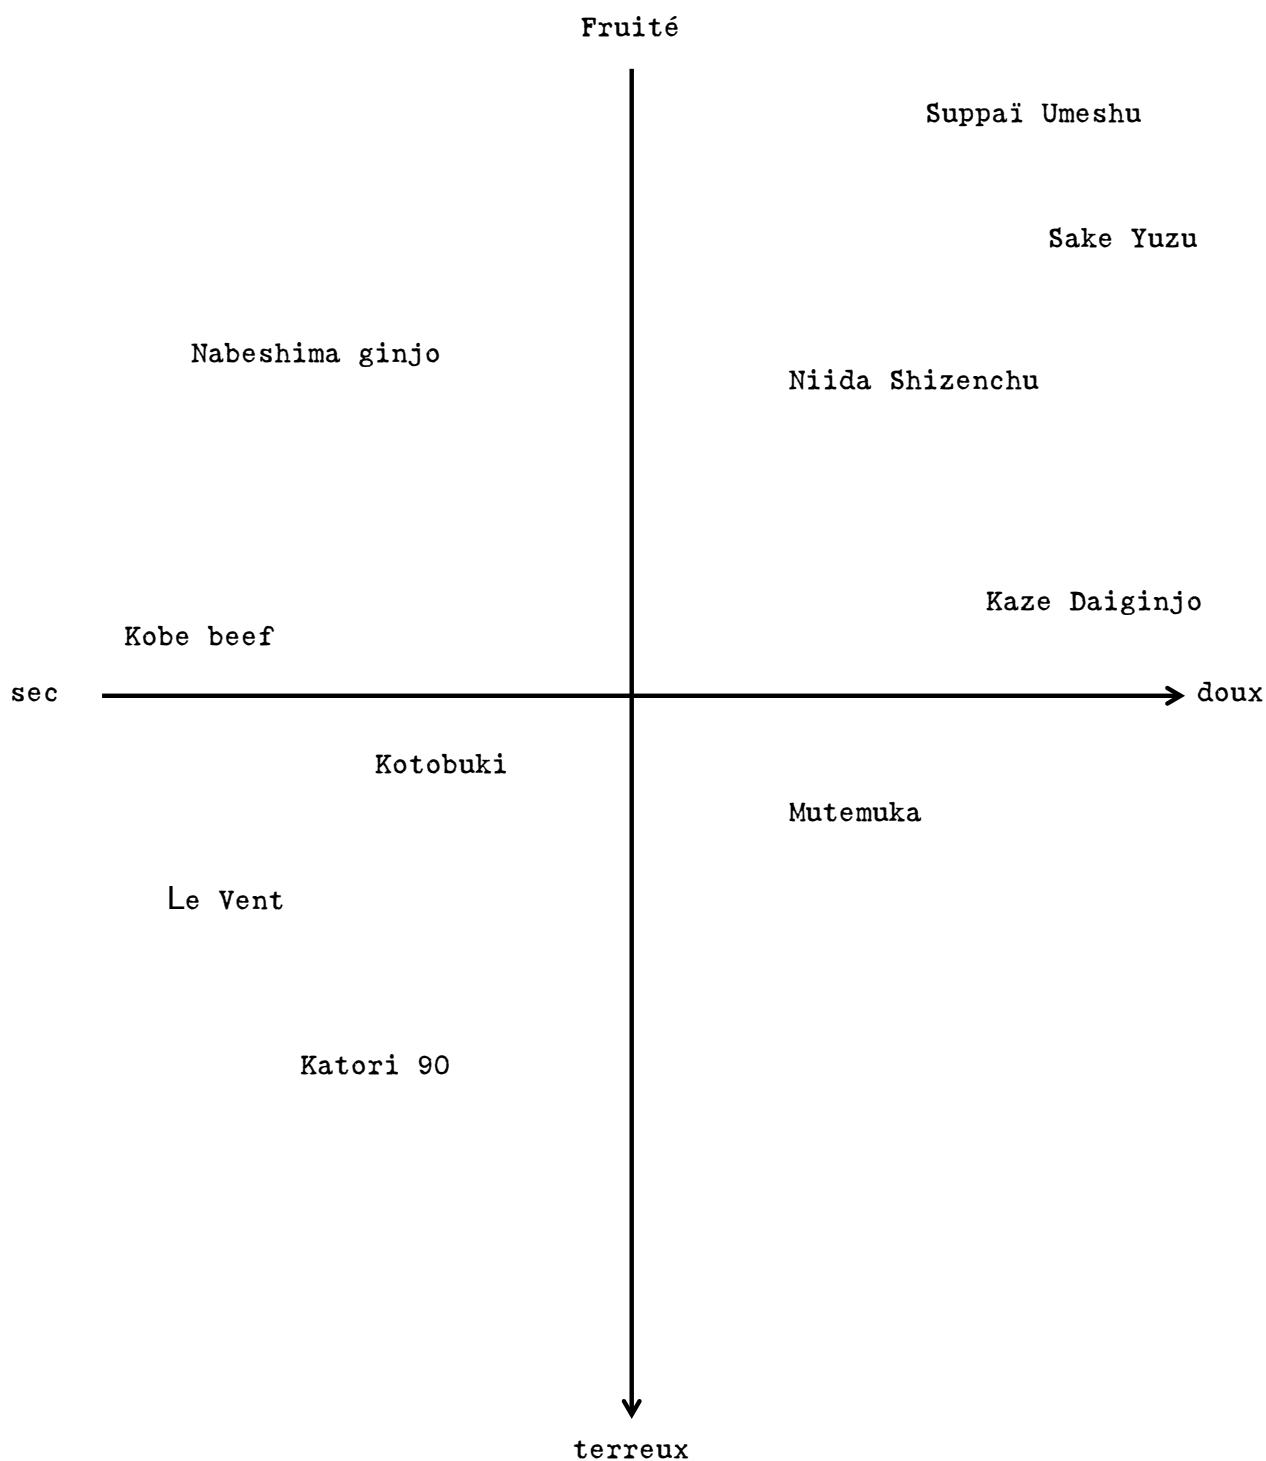 Fruité
Suppaï Umeshu
Sake Yuzu
Nabeshima ginjo
Niida Shizenchu
Kaze Daiginjo
Kobe beef
sec
doux
Kotobuki
Mutemuka
Le Vent
Katori 90
terreux